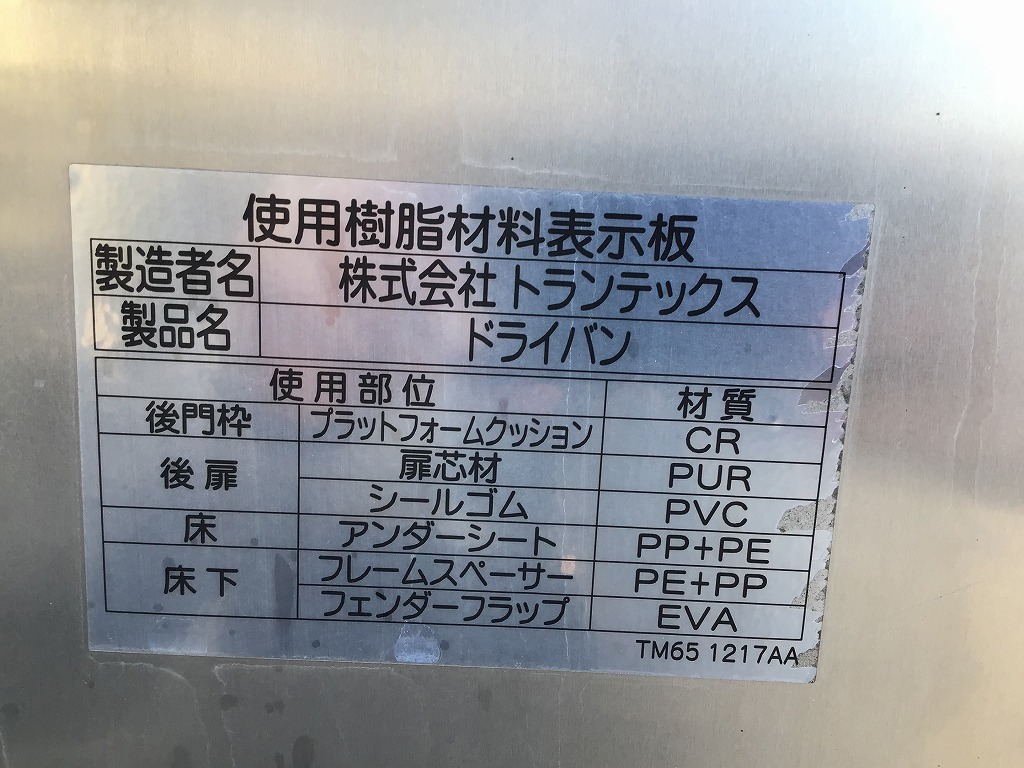 使用樹脂材料表示板
製造者名 株式会社トランテックス
製品名 ドライバン
使用部位 材質
後門枠 プラットフォームクッション CR
後扉 扉芯材 PUR
シールゴム PVC
床 アンダーシート PP+PE
床下 フレームスペーサー PE+PP
フェンダーフラップ EVA
TM65 1217AA